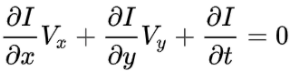 ∂I/∂x V_x + ∂I/∂y V_y + ∂I/∂t = 0